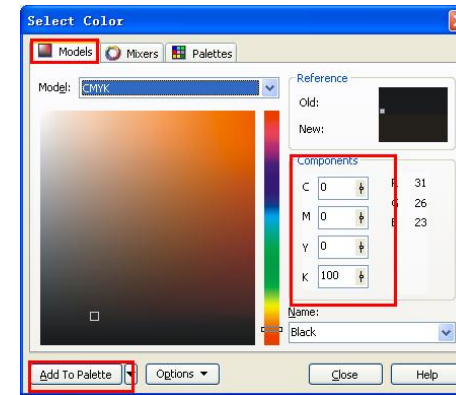 Select Color
Models Mixers Palettes
Model: CMYK
Reference
Old:
New:
Components
C 0 R 31
M 0 G 26
Y 0 B 23
K 100
Name:
Black
Add To Palette Options Close Help